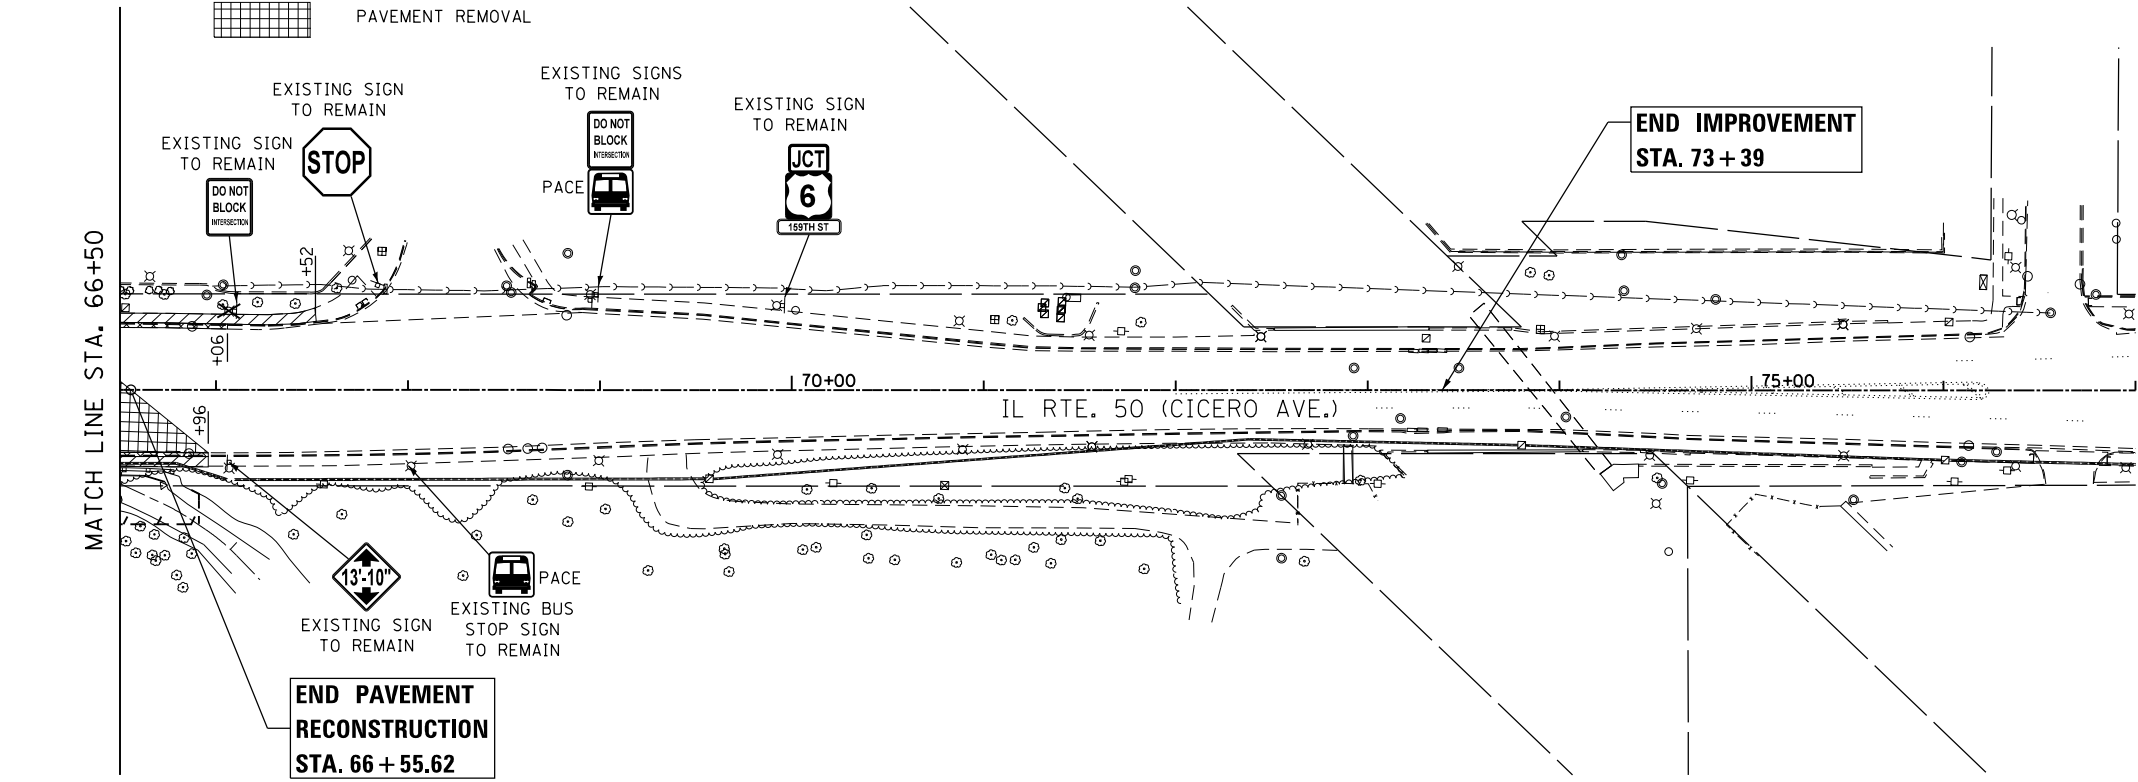 PAVEMENT REMOVAL
EXISTING SIGN
TO REMAIN
DO NOT
BLOCK
INTERSECTION
EXISTING SIGN
TO REMAIN
STOP
EXISTING SIGNS
TO REMAIN
DO NOT
BLOCK
INTERSECTION
PACE
EXISTING SIGN
TO REMAIN
JCT
6
159TH ST
END IMPROVEMENT
STA. 73+39
MATCH LINE STA. 66+50
+52
+06
+96
70+00
75+00
IL RTE. 50 (CICERO AVE.)
13'-10"
EXISTING SIGN
TO REMAIN
PACE
EXISTING BUS
STOP SIGN
TO REMAIN
END PAVEMENT
RECONSTRUCTION
STA. 66+55.62